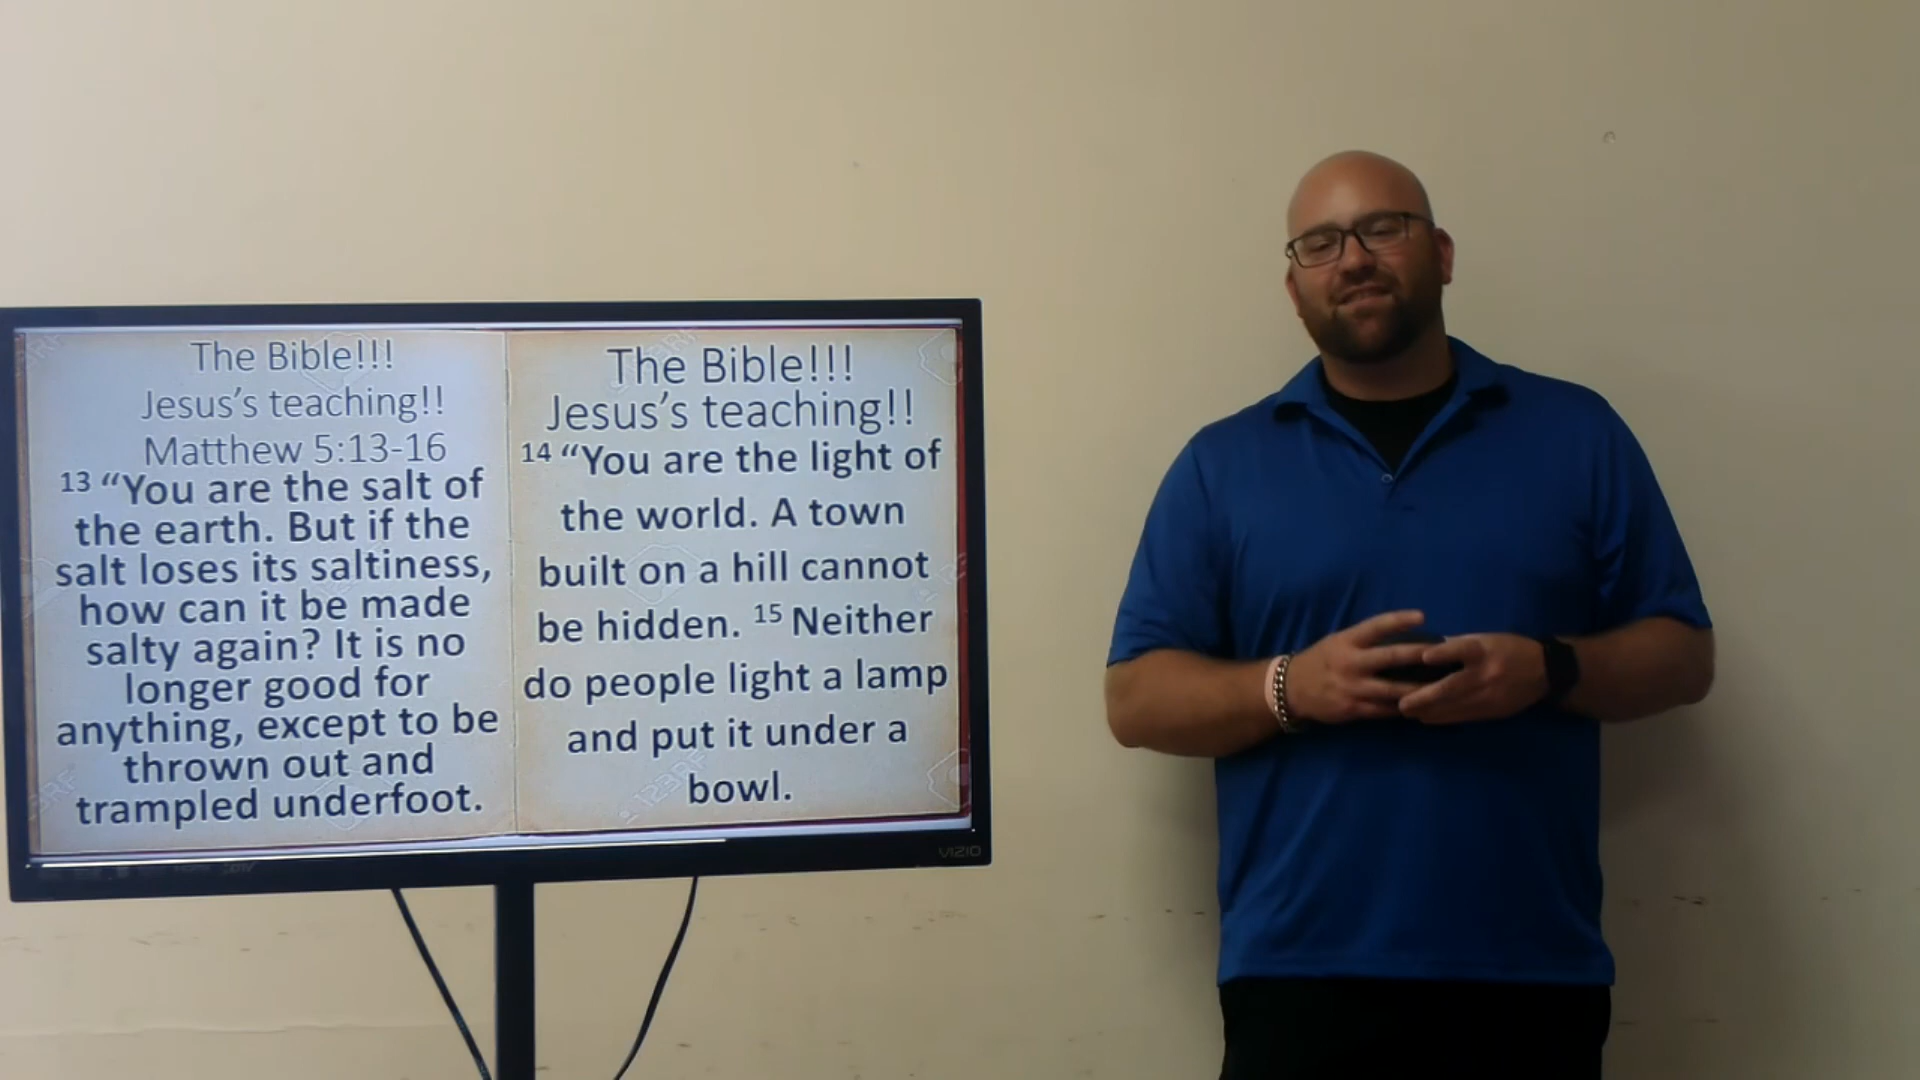 The Bible!!!
Jesus's teaching!!
Matthew 5:13-16
13 “You are the salt of
the earth. But if the
salt loses its saltiness,
how can it be made
salty again? It is no
longer good for
anything, except to be
thrown out and
trampled underfoot.
The Bible!!!
Jesus's teaching!!
14 “You are the light of
the world. A town
built on a hill cannot
be hidden. 15 Neither
do people light a lamp
and put it under a
bowl.
123RF
VIZIO